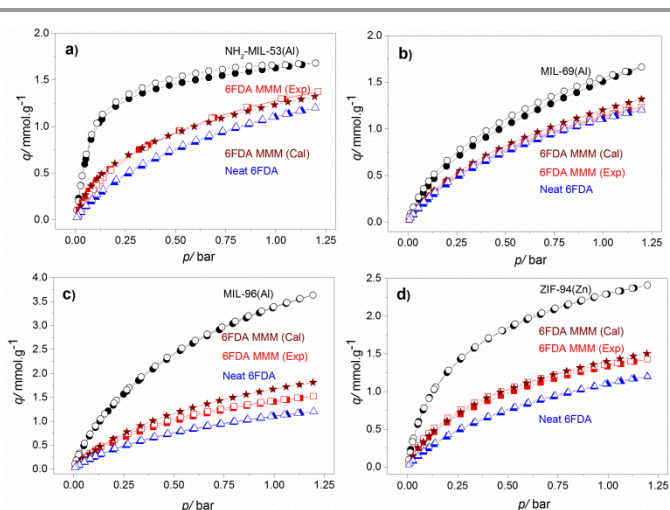 a)
NH₂-MIL-53(Al)
6FDA MMM (Exp)
6FDA MMM (Cal)
Neat 6FDA
q/ mmol.g⁻¹
2.0
1.5
1.0
0.5
0.0
0.00 0.25 0.50 0.75 1.00 1.25
p/ bar
b)
MIL-69(Al)
6FDA MMM (Cal)
6FDA MMM (Exp)
Neat 6FDA
q/ mmol.g⁻¹
2.0
1.5
1.0
0.5
0.0
0.00 0.25 0.50 0.75 1.00 1.25
p/ bar
c)
MIL-96(Al)
6FDA MMM (Cal)
6FDA MMM (Exp)
Neat 6FDA
q/ mmol.g⁻¹
4.0
3.5
3.0
2.5
2.0
1.5
1.0
0.5
0.0
0.00 0.25 0.50 0.75 1.00 1.25
p/ bar
d)
ZIF-94(Zn)
6FDA MMM (Cal)
6FDA MMM (Exp)
Neat 6FDA
q/ mmol.g⁻¹
2.5
2.0
1.5
1.0
0.5
0.0
0.00 0.25 0.50 0.75 1.00 1.25
p/ bar